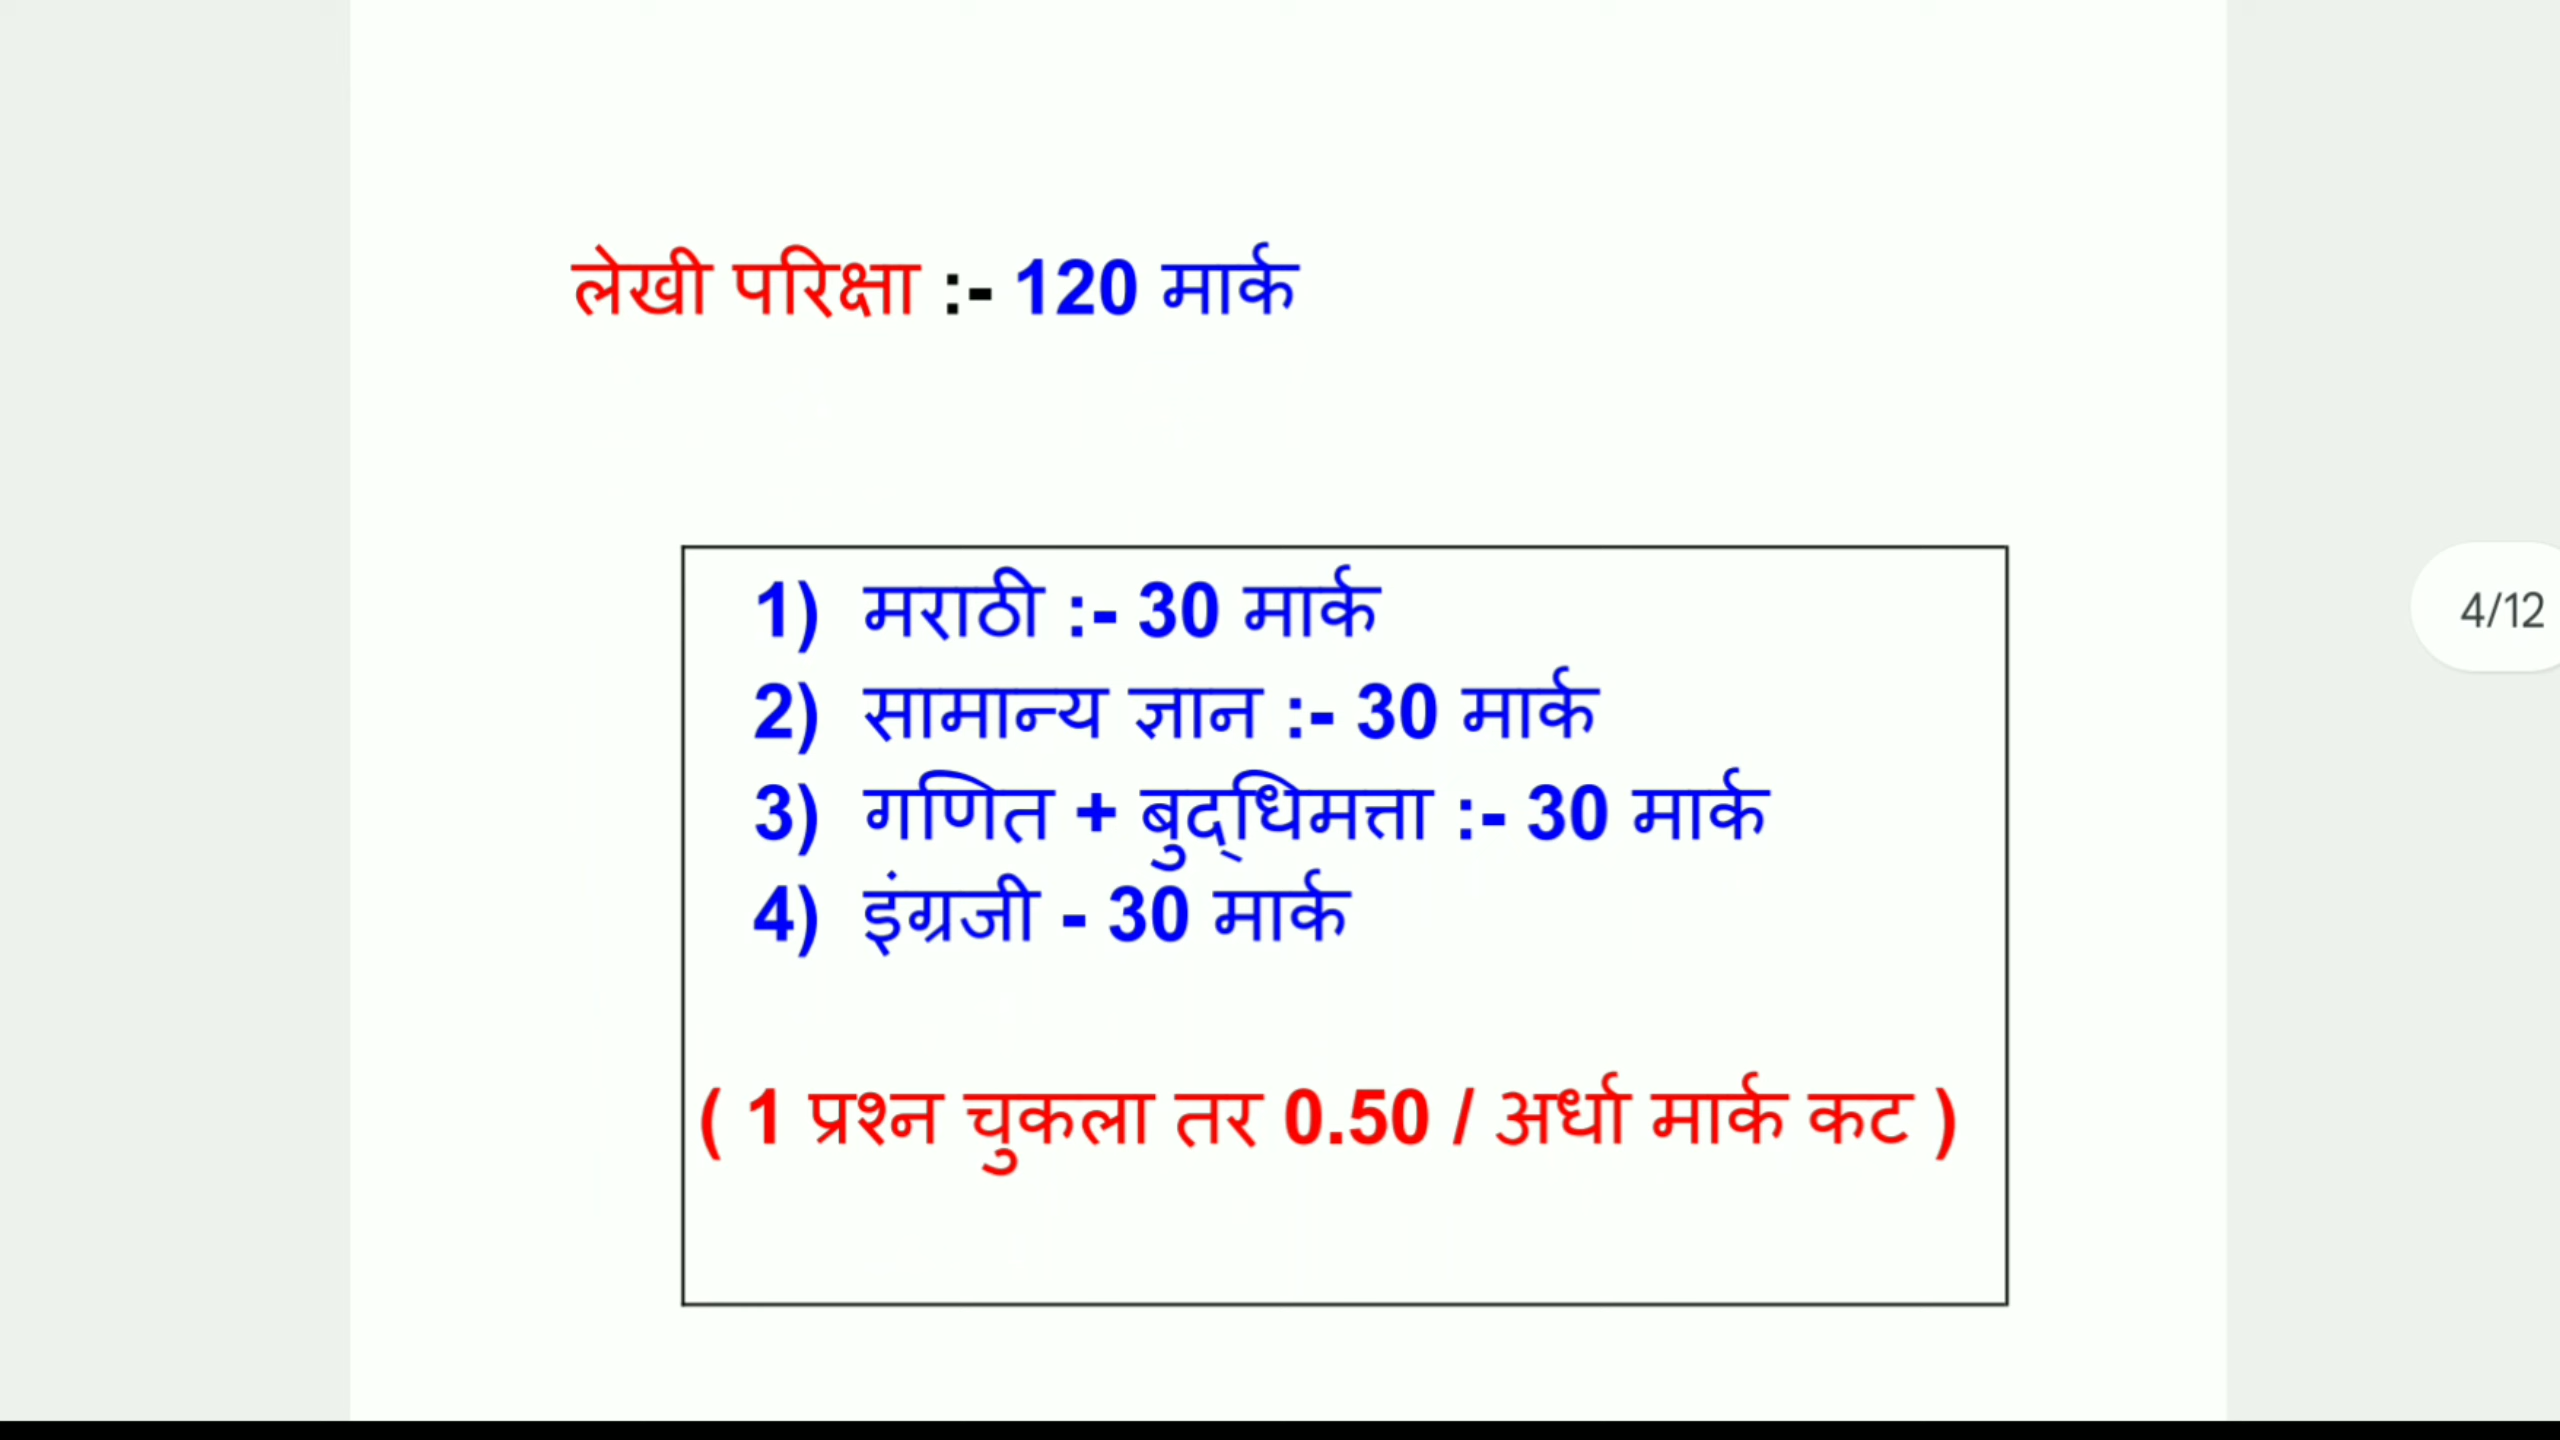 लेखी परिक्षा :- 120 मार्क
1) मराठी :- 30 मार्क
2) सामान्य ज्ञान :- 30 मार्क
3) गणित + बुद्‌धिमत्ता :- 30 मार्क
4) इंग्रजी - 30 मार्क
( 1 प्रश्न चुकला तर 0.50 / अर्धा मार्क कट )
4/12